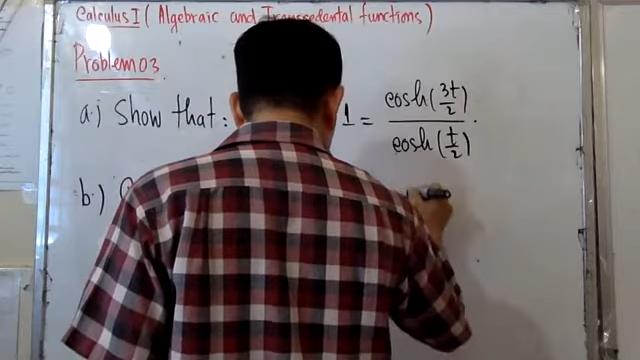 Calculus I (Algebraic and Transcedental functions)
Problem 03
a.) Show that: 1 = cosh(3t/2) / cosh(t/2).
b.)